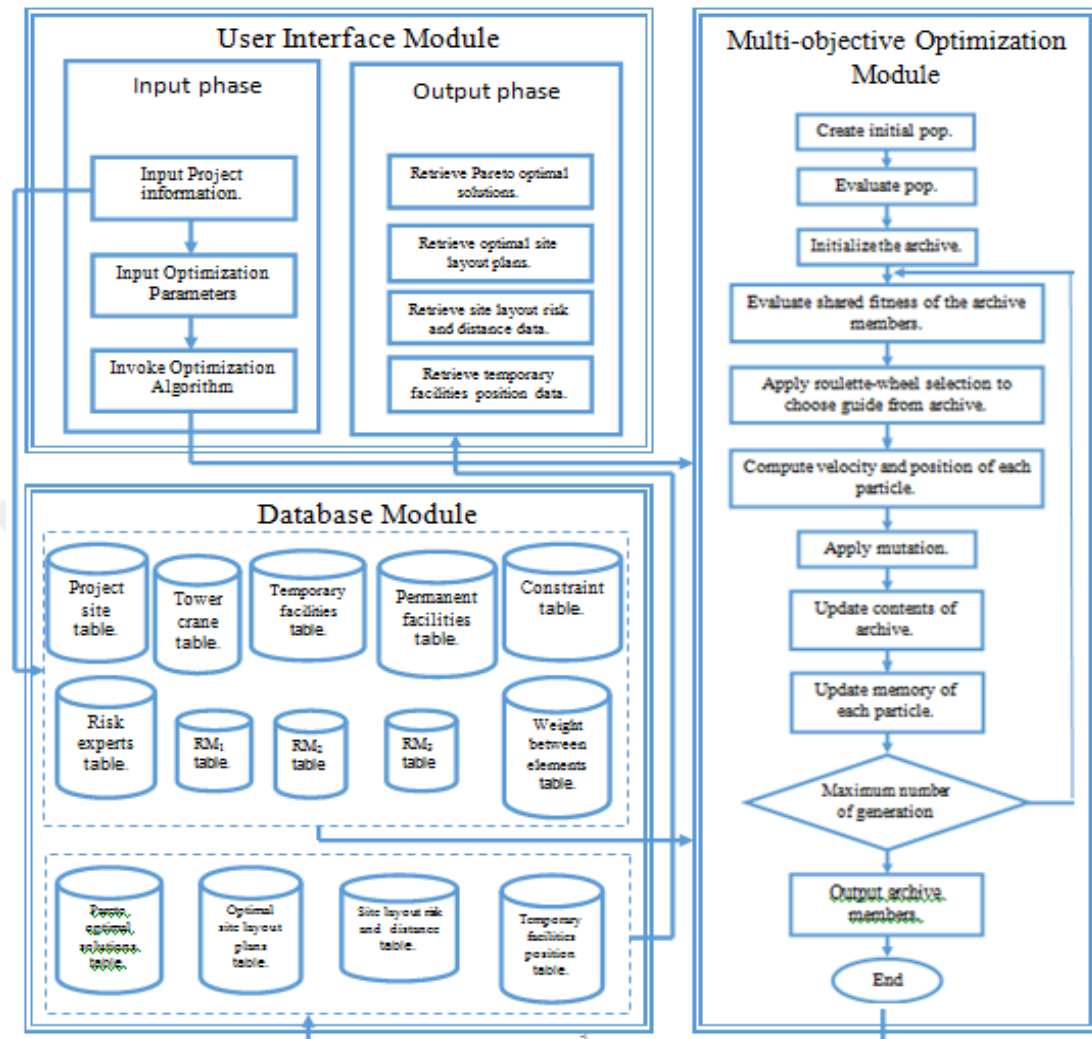 User Interface Module
Input phase
Input Project
information.
Input Optimization
Parameters
Invoke Optimization
Algorithm
Output phase
Retrieve Pareto optimal
solutions.
Retrieve optimal site
layout plans.
Retrieve site layout risk
and distance data.
Retrieve temporary
facilities position data.
Database Module
Project
site
table.
Tower
crane
table.
Temporary
facilities
table.
Permanent
facilities
table.
Constraint
table.
Risk
experts
table.
RM₁
table.
RM₂
table
RM₃
table
Weight
between
elements
table.
Pareto
optimal
solutions
table.
Optimal
site layout
plans
table.
Site layout risk
and distance
table.
Temporary
facilities
position table.
Multi-objective Optimization
Module
Create initial pop.
Evaluate pop.
Initialize the archive.
Evaluate shared fitness of the archive
members.
Apply roulette-wheel selection to
choose guide from archive.
Compute velocity and position of each
particle.
Apply mutation.
Update contents of
archive.
Update memory of
each particle.
Maximum number
of generation
Output archive
members.
End